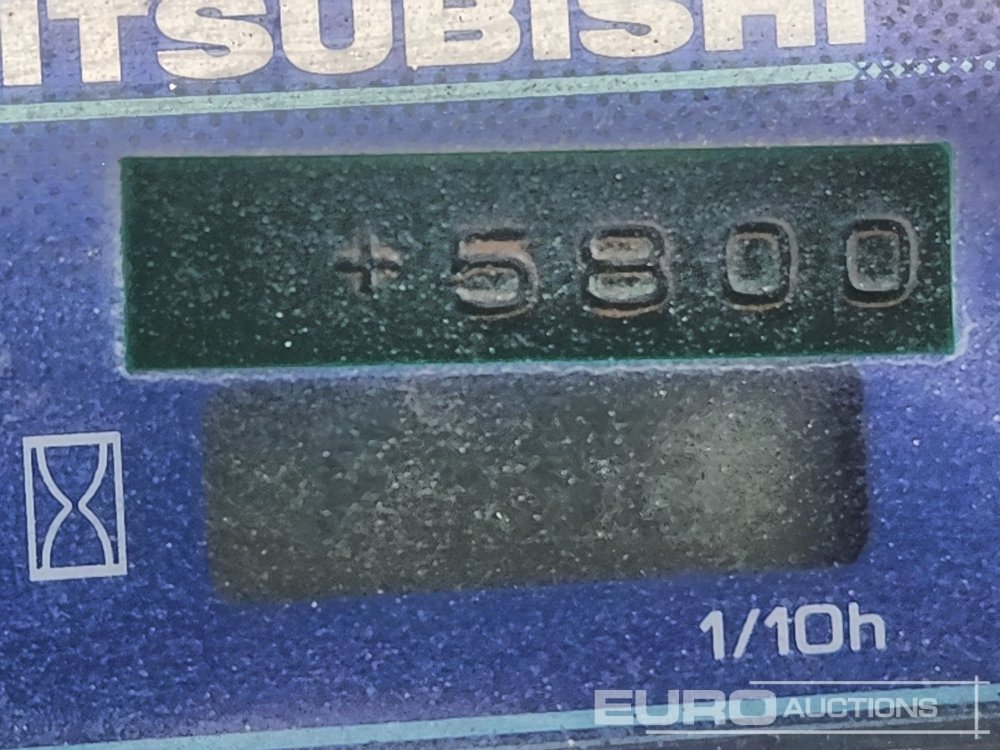 ITSUBISHI
+5800
1/10h
EURO AUCTIONS